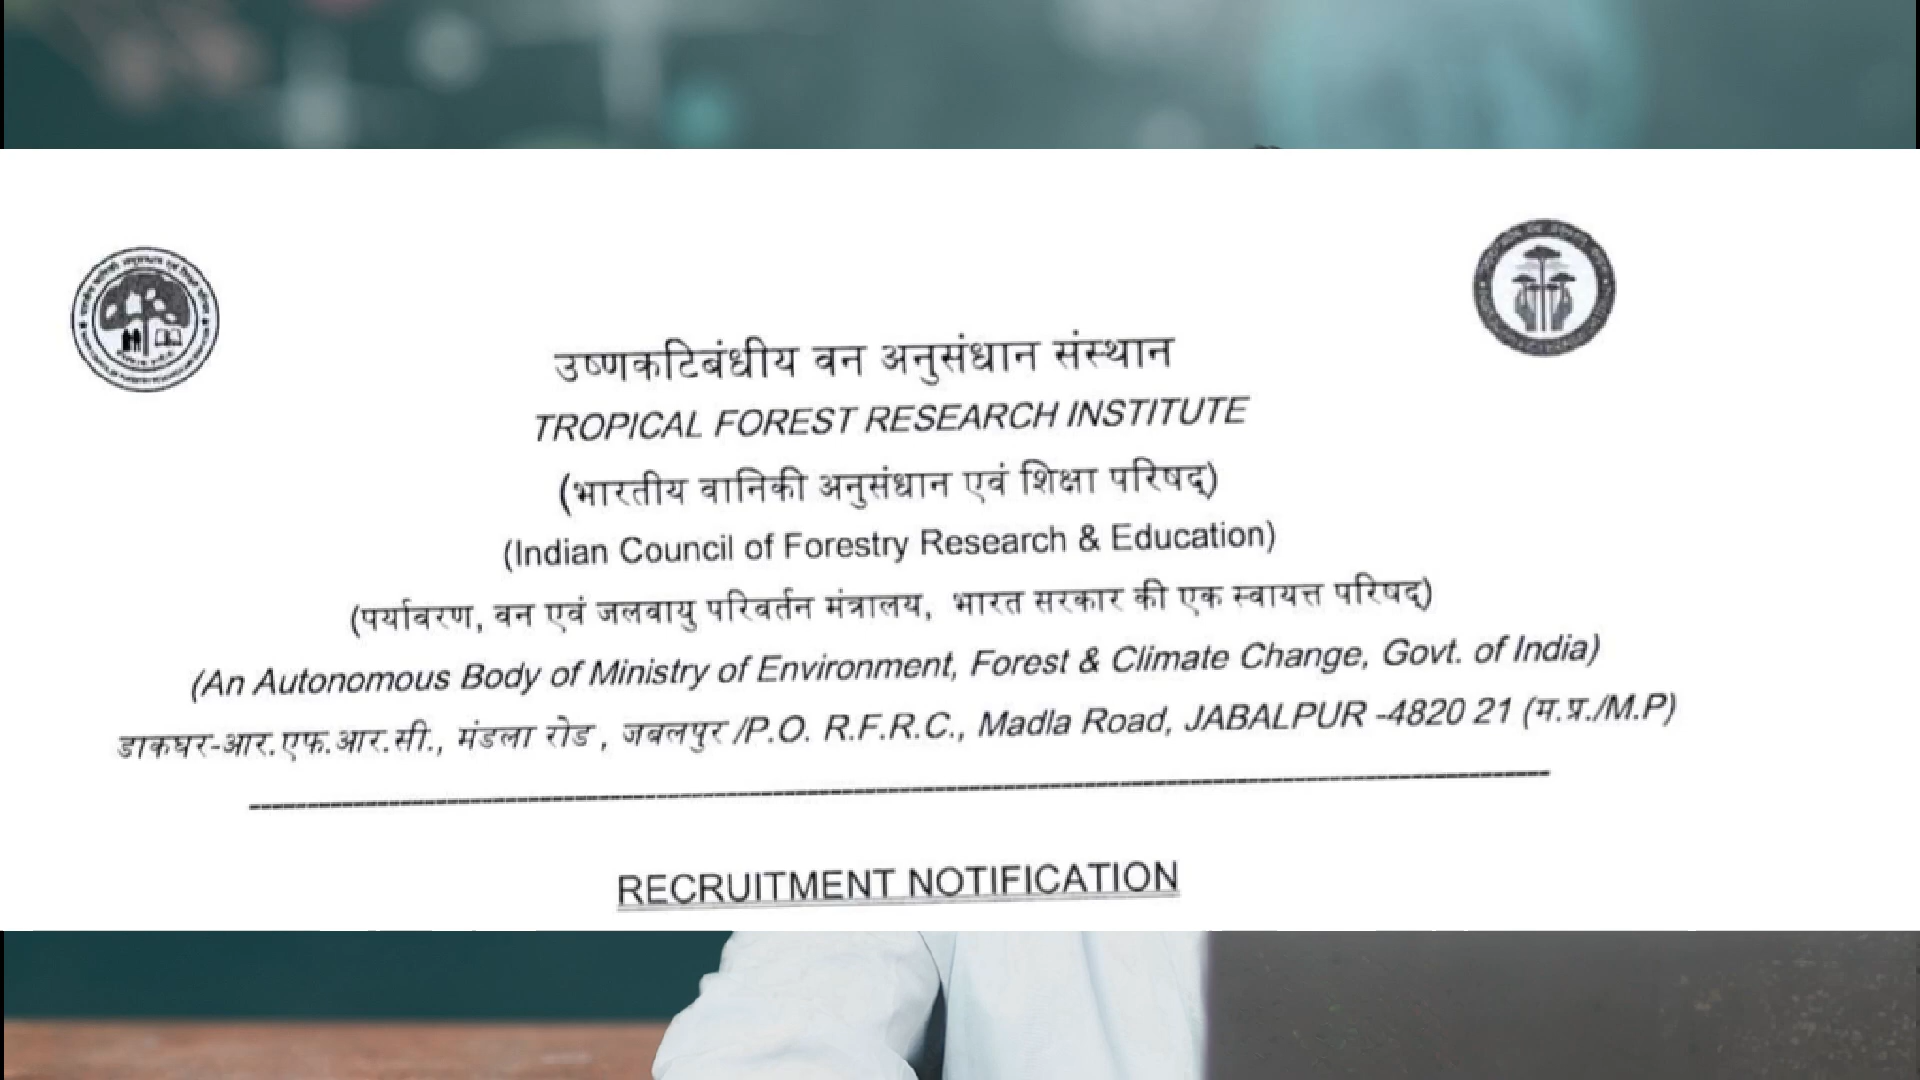 उष्णकटिबंधीय वन अनुसंधान संस्थान
TROPICAL FOREST RESEARCH INSTITUTE
(भारतीय वानिकी अनुसंधान एवं शिक्षा परिषद्)
(Indian Council of Forestry Research & Education)
(पर्यावरण, वन एवं जलवायु परिवर्तन मंत्रालय, भारत सरकार की एक स्वायत्त परिषद्)
(An Autonomous Body of Ministry of Environment, Forest & Climate Change, Govt. of India)
डाकघर-आर.एफ.आर.सी., मंडला रोड , जबलपुर /P.O. R.F.R.C., Madla Road, JABALPUR -4820 21 (म.प्र./M.P)
RECRUITMENT NOTIFICATION